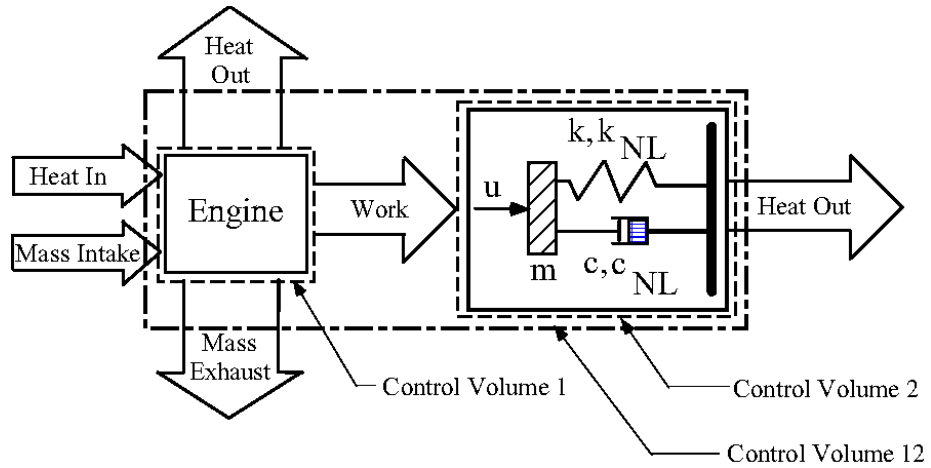 Heat
Out
k, k NL
Heat In
u
Engine
Work
Heat Out
Mass Intake
m
c, c NL
Mass
Exhaust
Control Volume 1
Control Volume 2
Control Volume 12